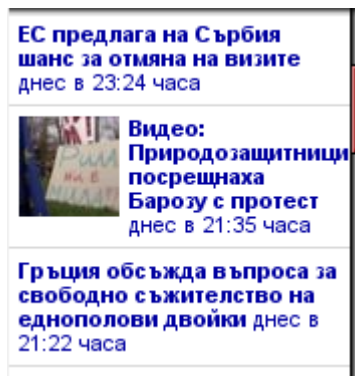 ЕС предлага на Сърбия
шанс за отмяна на визите
днес в 23:24 часа
Видео:
Природозащитници
посрещнаха
Барозу с протест
днес в 21:35 часа
Гърция обсъжда въпроса за
свободно съжителство на
еднополови двойки днес в
21:22 часа